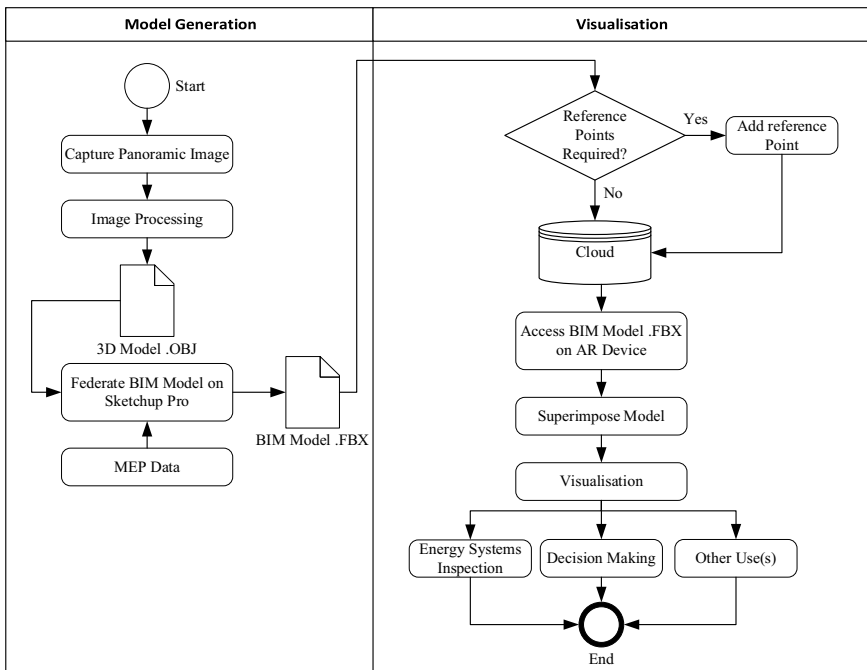 Model Generation
Visualisation
Start
Capture Panoramic Image
Image Processing
3D Model .OBJ
Federate BIM Model on
Sketchup Pro
MEP Data
BIM Model .FBX
Reference
Points
Required?
Yes
Add reference
Point
No
Cloud
Access BIM Model .FBX
on AR Device
Superimpose Model
Visualisation
Energy Systems
Inspection
Decision Making
Other Use(s)
End